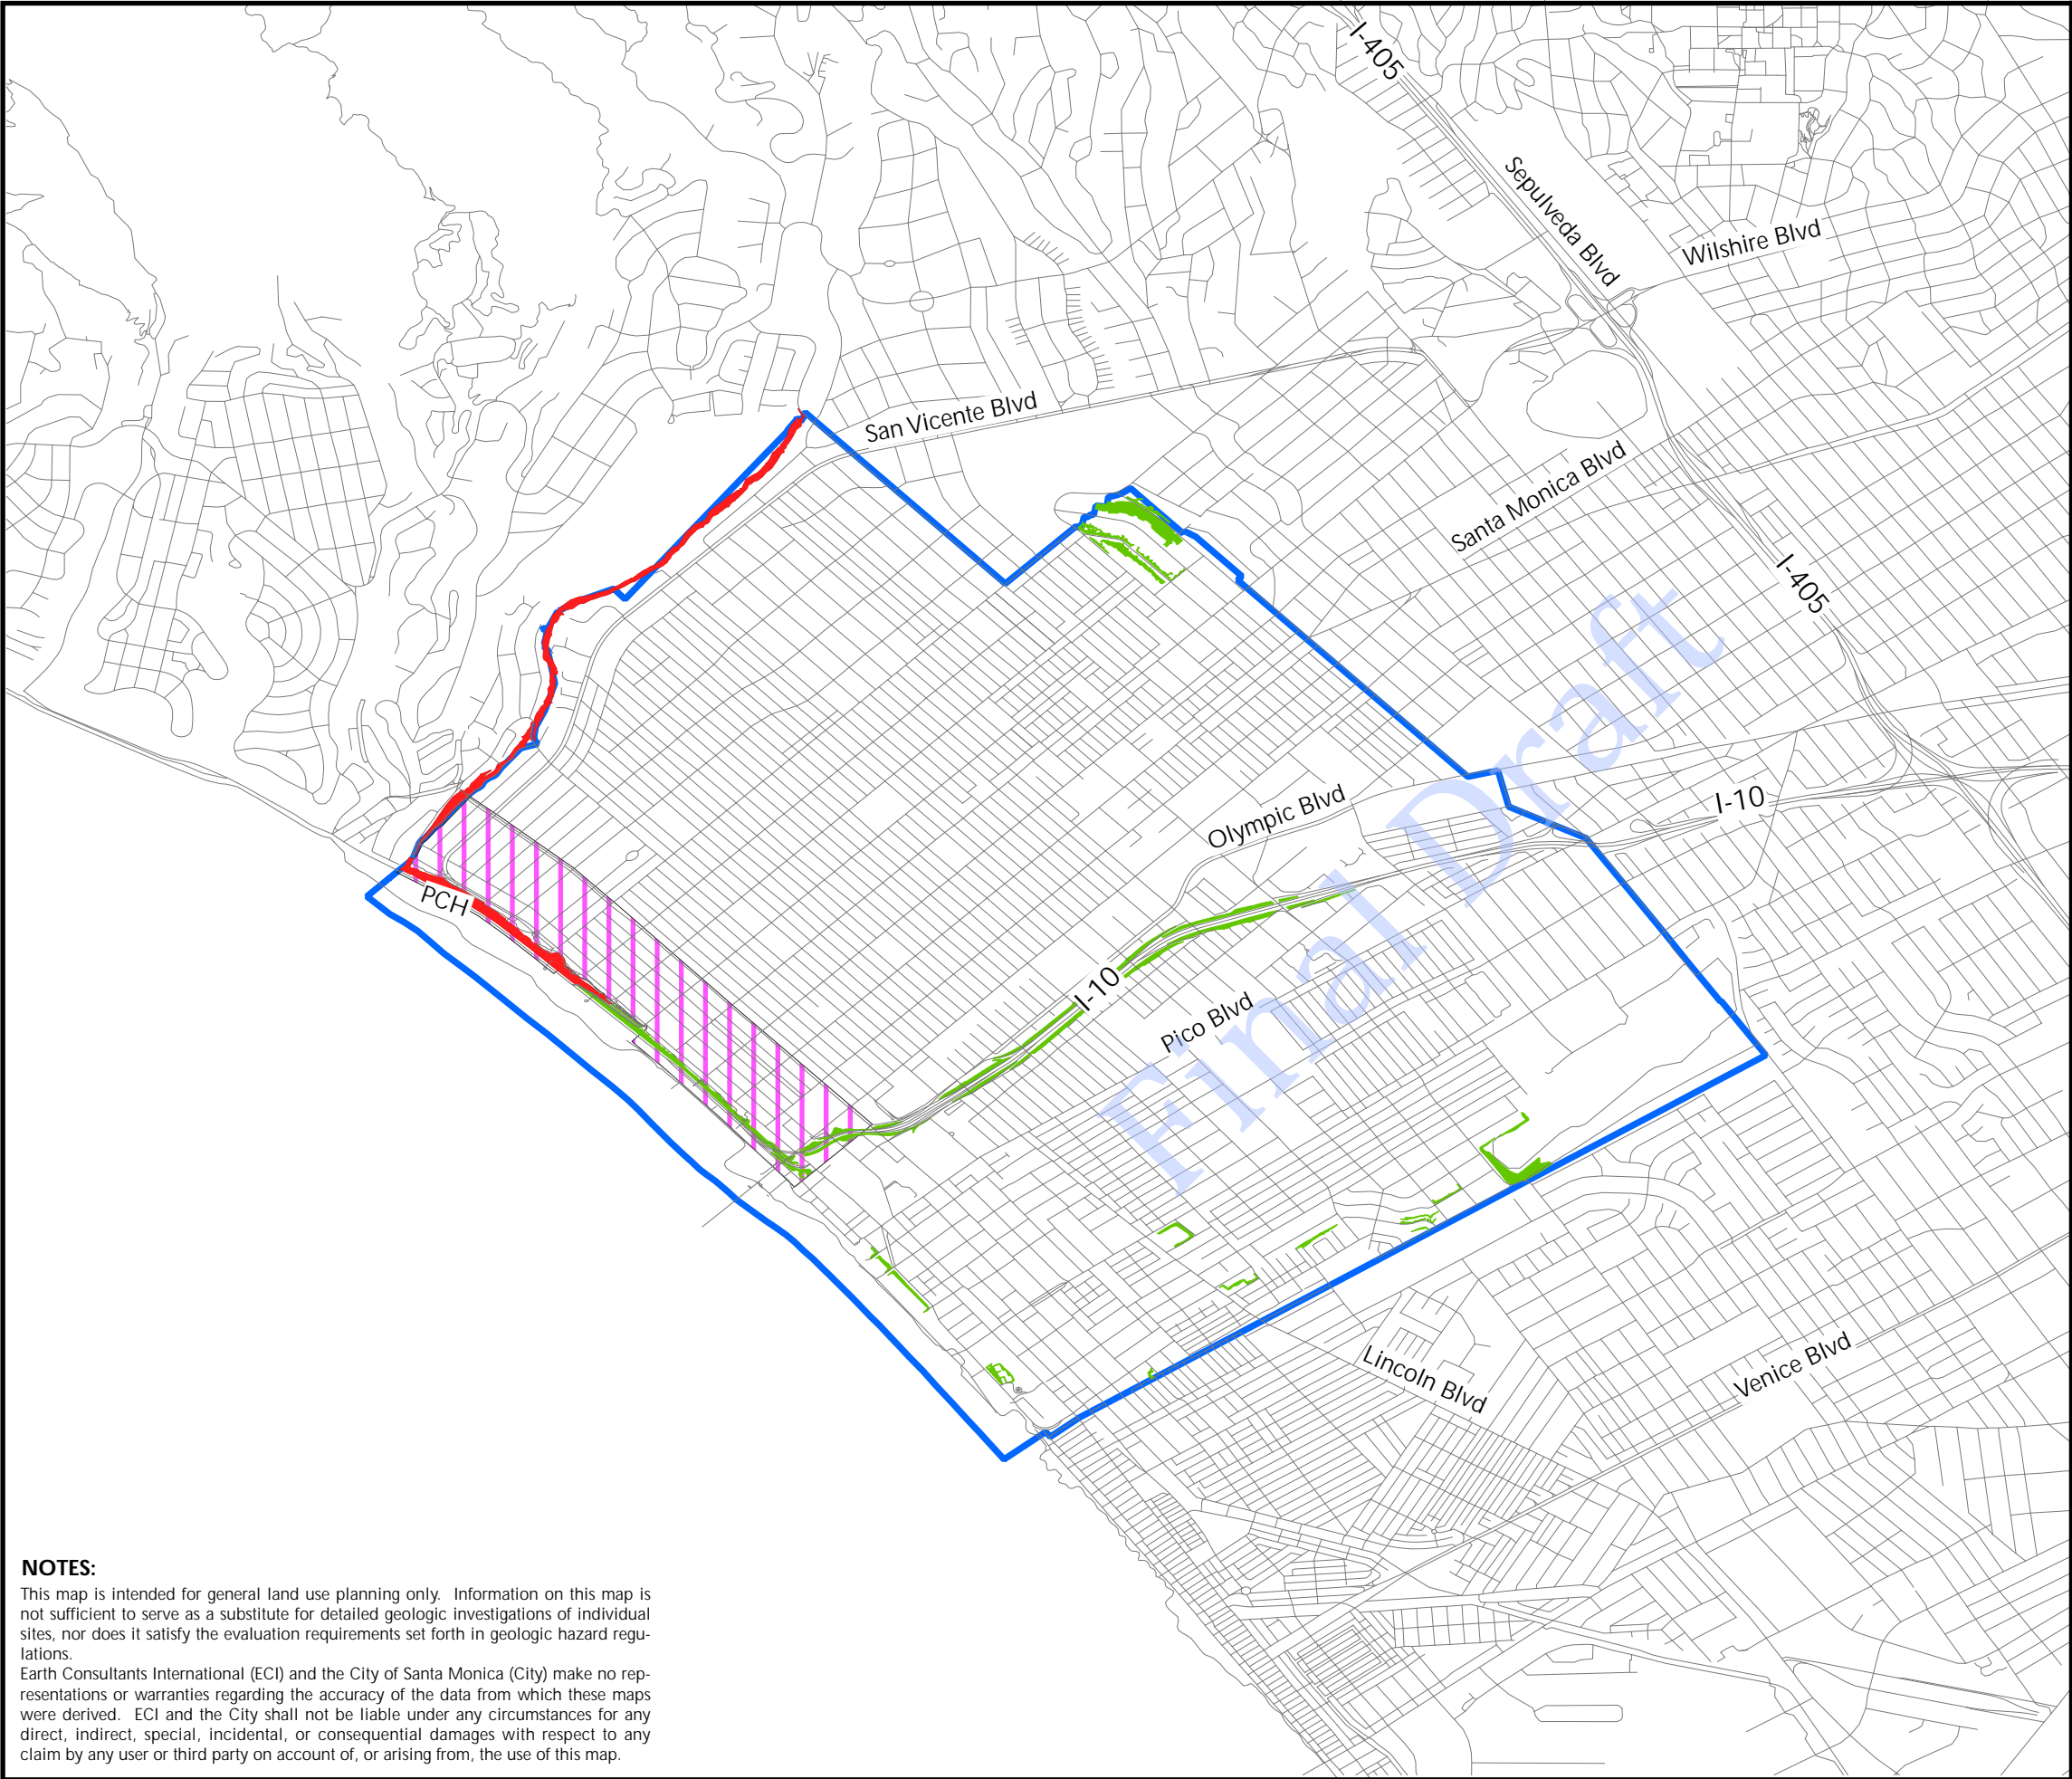 I-405
Sepulveda Blvd
Wilshire Blvd
San Vicente Blvd
Santa Monica Blvd
I-405
Final Draft
I-10
Olympic Blvd
PCH
I-10
Pico Blvd
Lincoln Blvd
Venice Blvd
NOTES:
This map is intended for general land use planning only. Information on this map is
not sufficient to serve as a substitute for detailed geologic investigations of individual
sites, nor does it satisfy the evaluation requirements set forth in geologic hazard regu-
lations.
Earth Consultants International (ECI) and the City of Santa Monica (City) make no rep-
resentations or warranties regarding the accuracy of the data from which these maps
were derived. ECI and the City shall not be liable under any circumstances for any
direct, indirect, special, incidental, or consequential damages with respect to any
claim by any user or third party on account of, or arising from, the use of this map.